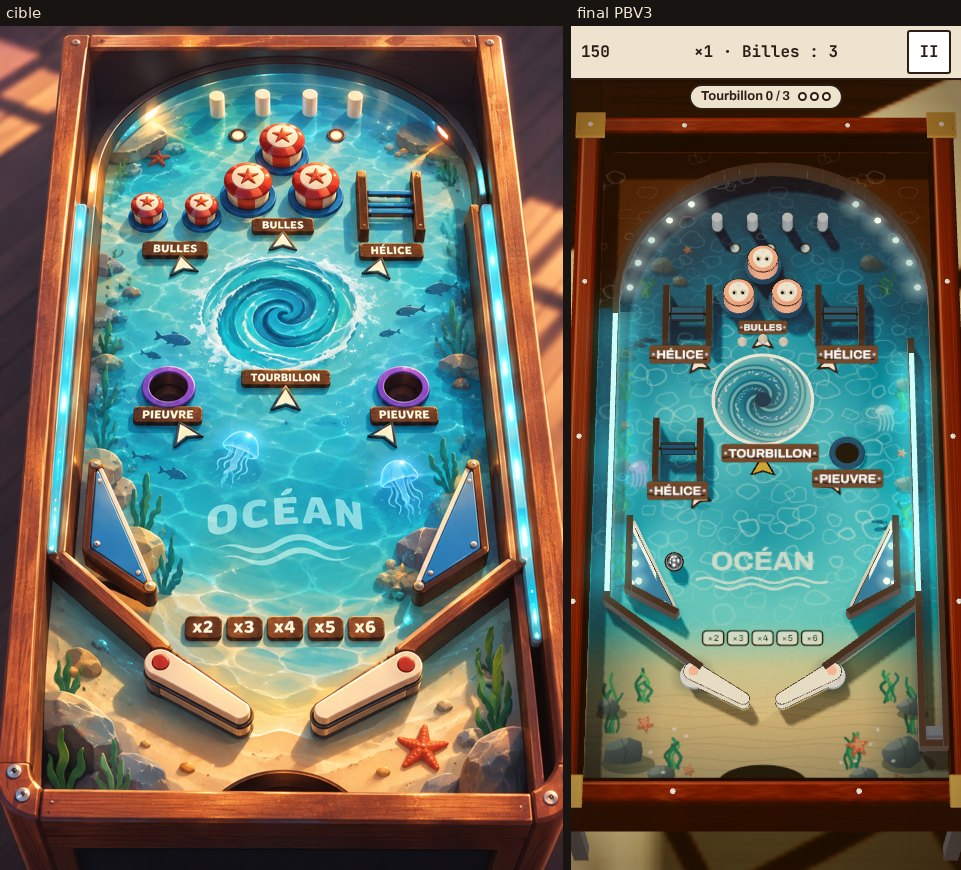 cible
BULLES
BULLES
HÉLICE
TOURBILLON
PIEUVRE
PIEUVRE
OCÉAN
x2 x3 x4 x5 x6
final PBV3
150 ×1 · Billes : 3 II
Tourbillon 0/3
BULLES
HÉLICE HÉLICE
TOURBILLON
PIEUVRE
HÉLICE
OCÉAN
×2 ×3 ×4 ×5 ×6